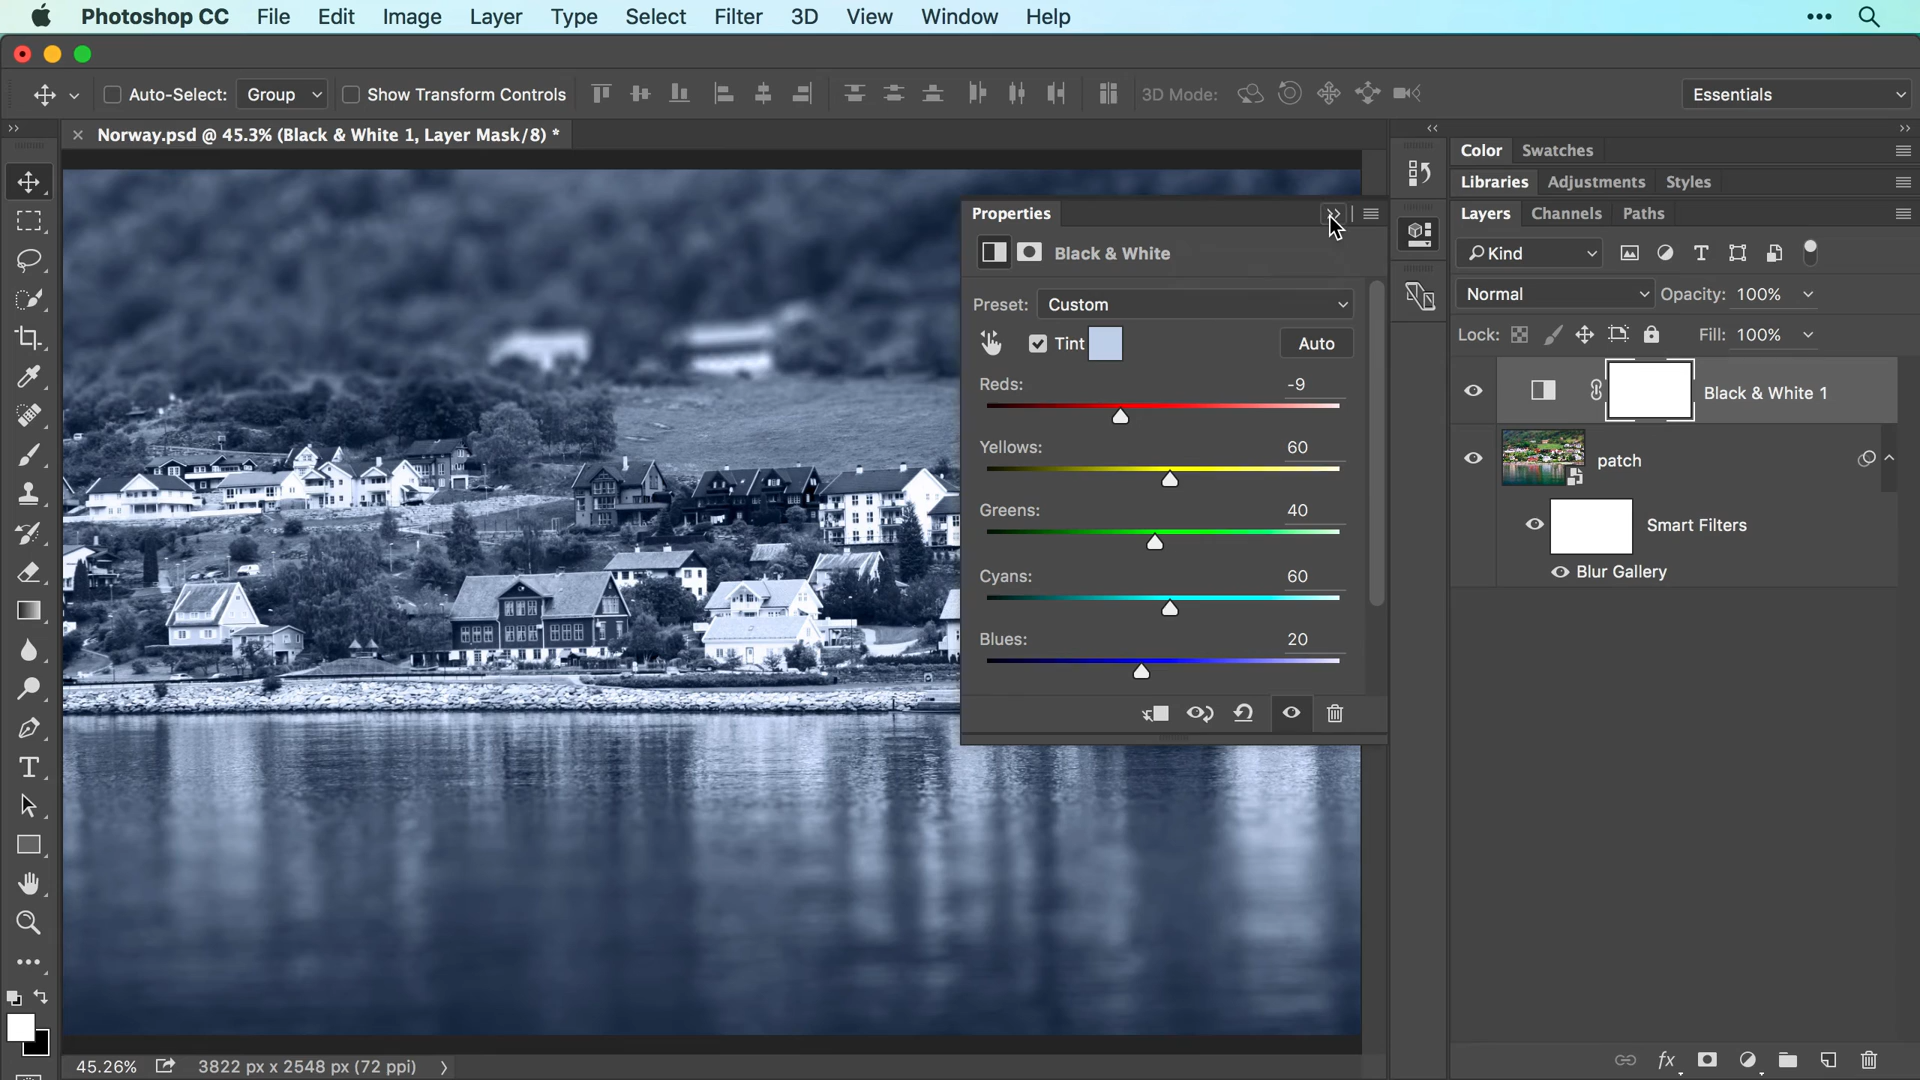 Photoshop CC File Edit Image Layer Type Select Filter 3D View Window Help
Auto-Select: Group Show Transform Controls 3D Mode: Essentials
Norway.psd @ 45.3% (Black & White 1, Layer Mask/8) *
Properties
Black & White
Preset: Custom
Tint Auto
Reds: -9
Yellows: 60
Greens: 40
Cyans: 60
Blues: 20
Color Swatches
Libraries Adjustments Styles
Layers Channels Paths
Kind
Normal Opacity: 100%
Lock: Fill: 100%
Black & White 1
patch
Smart Filters
Blur Gallery
fx
45.26% 3822 px x 2548 px (72 ppi)